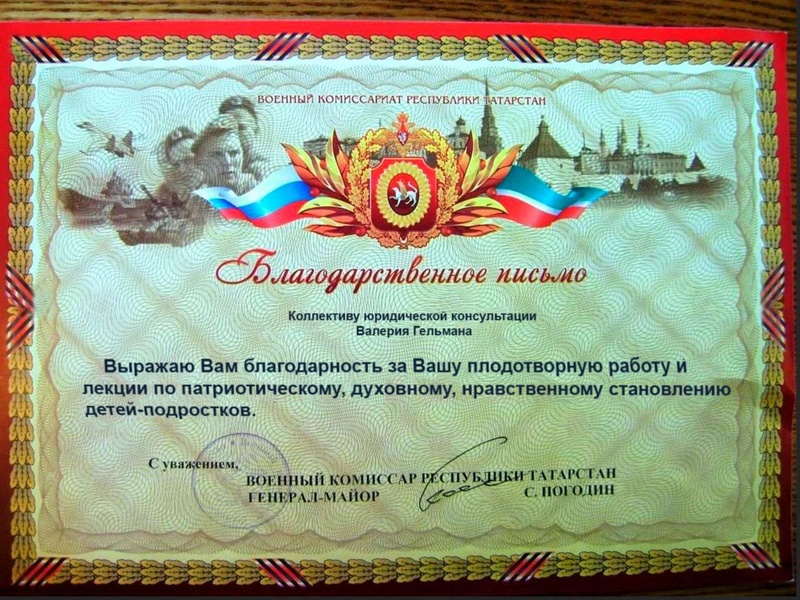 ВОЕННЫЙ КОМИССАРИАТ РЕСПУБЛИКИ ТАТАРСТАН
Благодарственное письмо
Коллективу юридической консультации
Валерия Гельмана
Выражаю Вам благодарность за Вашу плодотворную работу и
лекции по патриотическому, духовному, нравственному становлению
детей-подростков.
С уважением,
ВОЕННЫЙ КОМИССАР РЕСПУБЛИКИ ТАТАРСТАН
ГЕНЕРАЛ-МАЙОР С. ПОГОДИН